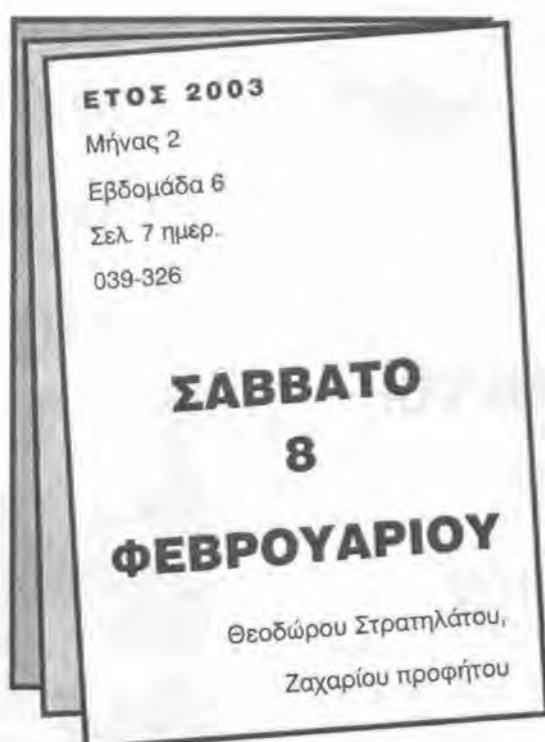 ΕΤΟΣ 2003
Μήνας 2
Εβδομάδα 6
Σελ. 7 ημερ.
039-326
ΣΑΒΒΑΤΟ
8
ΦΕΒΡΟΥΑΡΙΟΥ
Θεοδώρου Στρατηλάτου,
Ζαχαρίου προφήτου